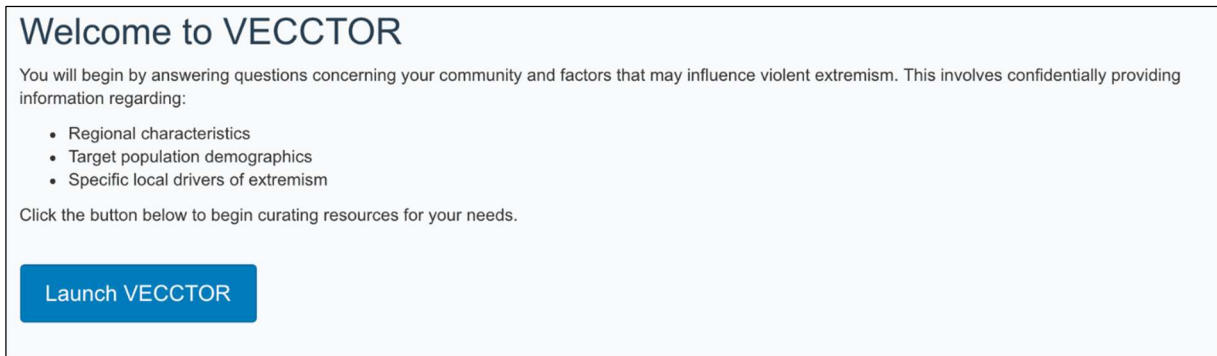 Welcome to VECCTOR
You will begin by answering questions concerning your community and factors that may influence violent extremism. This involves confidentially providing
information regarding:
• Regional characteristics
• Target population demographics
• Specific local drivers of extremism
Click the button below to begin curating resources for your needs.
Launch VECCTOR